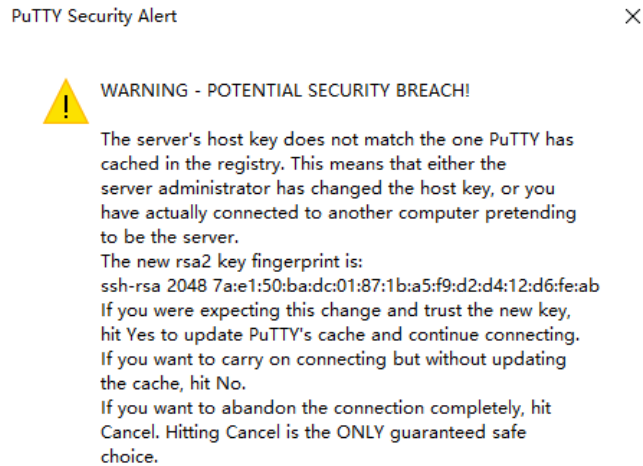 PuTTY Security Alert
WARNING - POTENTIAL SECURITY BREACH!
The server's host key does not match the one PuTTY has
cached in the registry. This means that either the
server administrator has changed the host key, or you
have actually connected to another computer pretending
to be the server.
The new rsa2 key fingerprint is:
ssh-rsa 2048 7a:e1:50:ba:dc:01:87:1b:a5:f9:d2:d4:12:d6:fe:ab
If you were expecting this change and trust the new key,
hit Yes to update PuTTY's cache and continue connecting.
If you want to carry on connecting but without updating
the cache, hit No.
If you want to abandon the connection completely, hit
Cancel. Hitting Cancel is the ONLY guaranteed safe
choice.